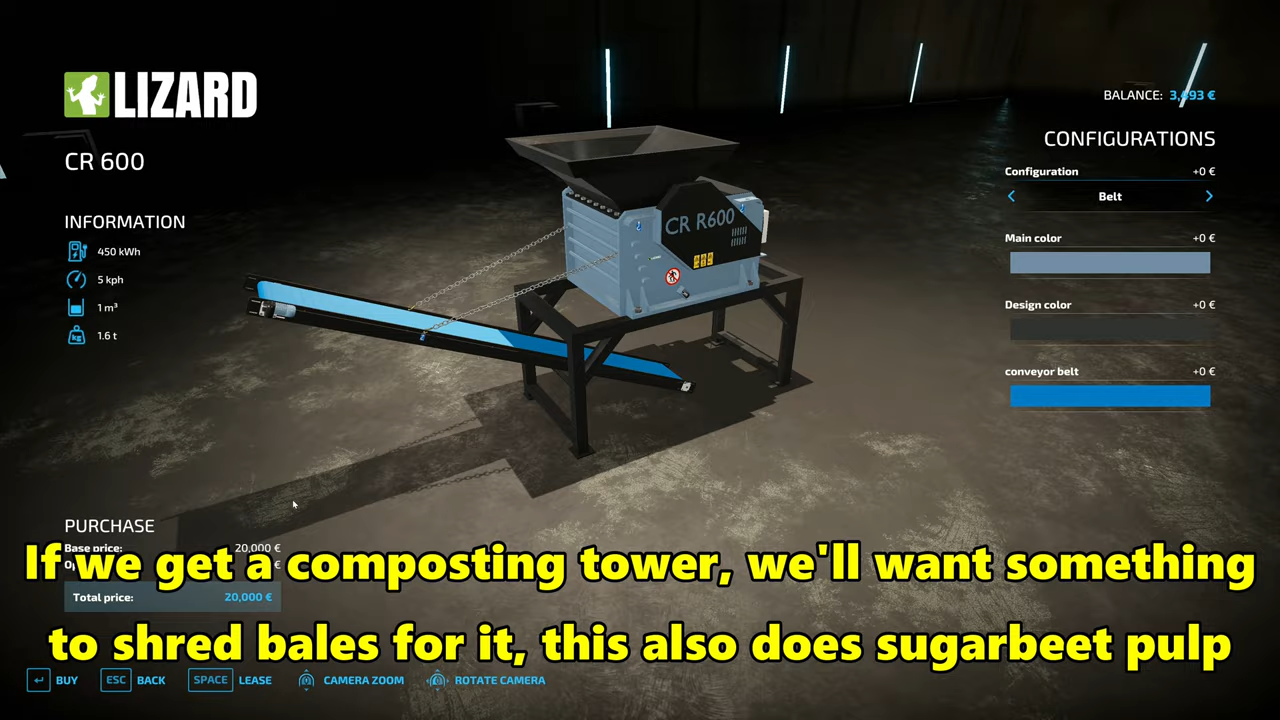 LIZARD
CR 600
INFORMATION
450 kWh
5 kph
1 m³
1.6 t
CR R600
BALANCE: 3,493 €
CONFIGURATIONS
Configuration +0 €
Belt
Main color +0 €
Design color +0 €
conveyor belt +0 €
PURCHASE
Base price: 20,000 €
€
Total price: 20,000 €
If we get a composting tower, we'll want something
to shred bales for it, this also does sugarbeet pulp
BUY ESC BACK SPACE LEASE CAMERA ZOOM ROTATE CAMERA